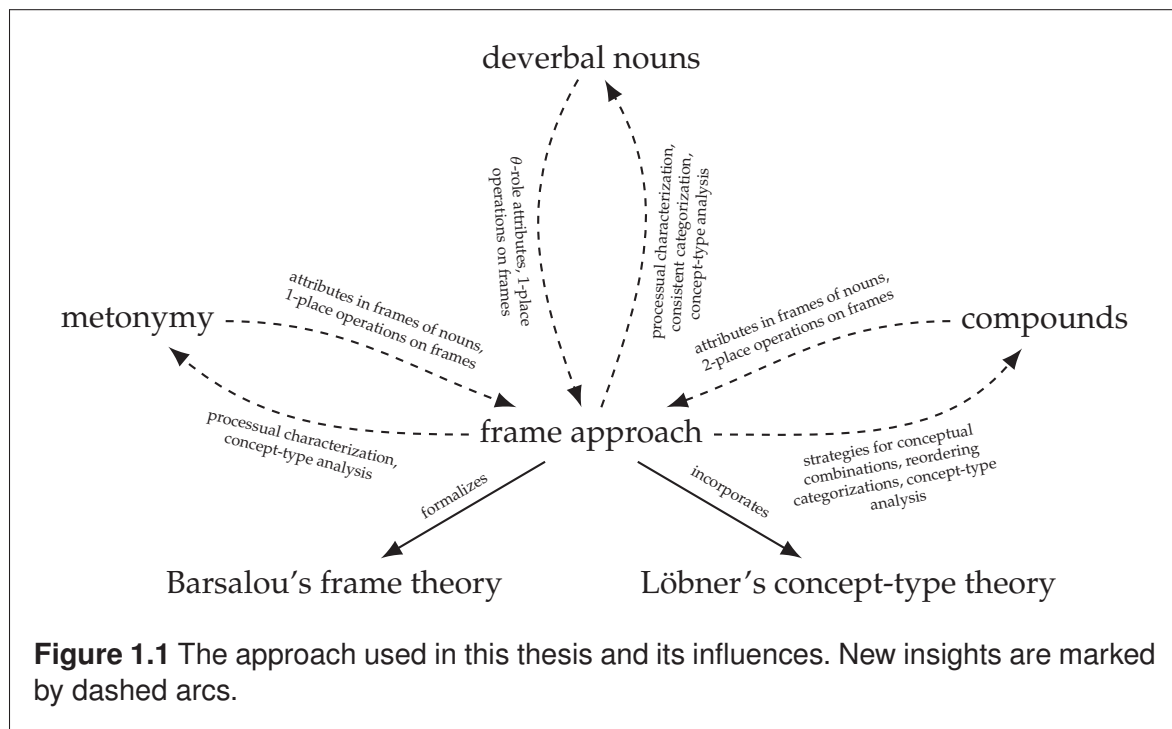 deverbal nouns
θ-role attributes, 1-place
operations on frames
processual characterization,
consistent categorization,
concept-type analysis
metonymy
attributes in frames of nouns,
1-place operations on frames
attributes in frames of nouns,
2-place operations on frames
compounds
processual characterization,
concept-type analysis
frame approach
strategies for conceptual
combinations, reordering
categorizations, concept-type
analysis
formalizes
incorporates
Barsalou's frame theory
Löbner's concept-type theory
Figure 1.1 The approach used in this thesis and its influences. New insights are marked
by dashed arcs.